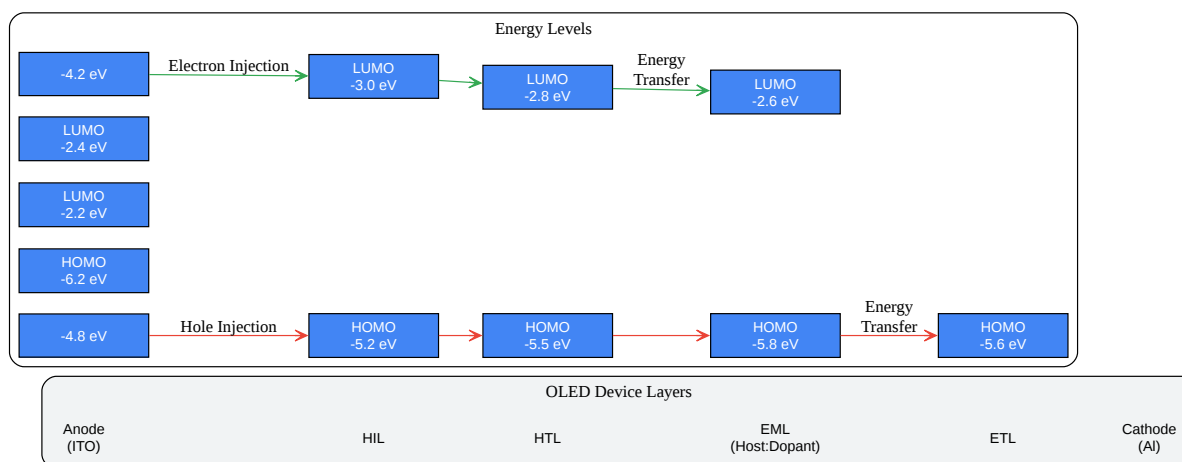 Energy Levels
-4.2 eV
Electron Injection
LUMO
-3.0 eV
LUMO
-2.8 eV
Energy
Transfer
LUMO
-2.6 eV
LUMO
-2.4 eV
LUMO
-2.2 eV
HOMO
-6.2 eV
-4.8 eV
Hole Injection
HOMO
-5.2 eV
HOMO
-5.5 eV
HOMO
-5.8 eV
Energy
Transfer
HOMO
-5.6 eV
OLED Device Layers
Anode
(ITO)
HIL
HTL
EML
(Host:Dopant)
ETL
Cathode
(Al)